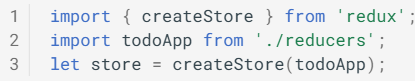 1 import { createStore } from 'redux';
2 import todoApp from './reducers';
3 let store = createStore(todoApp);